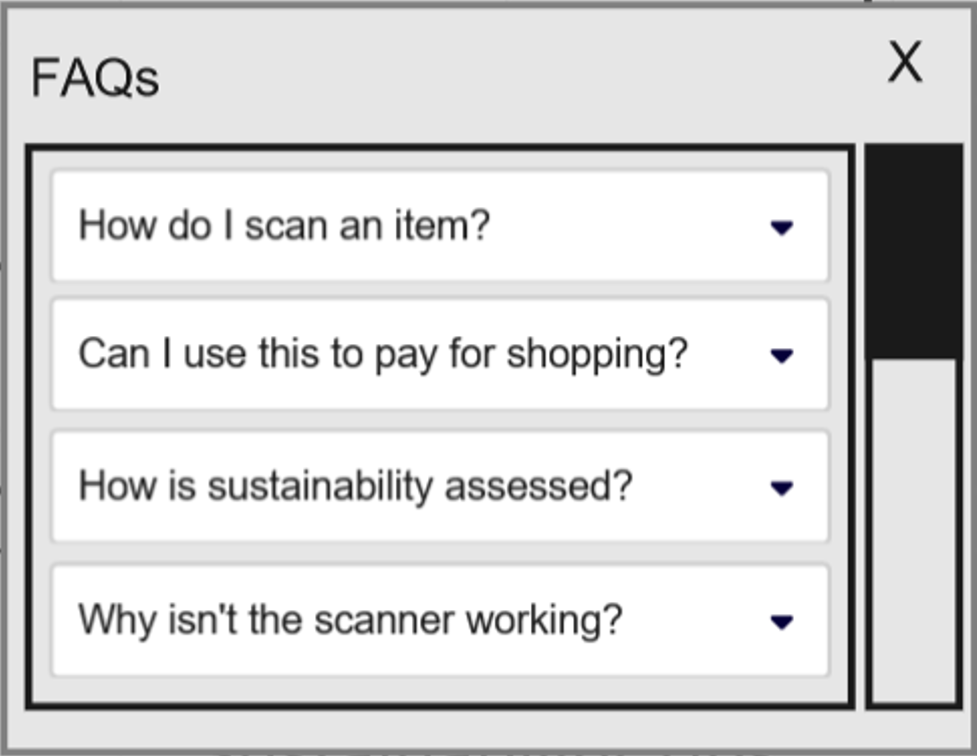 FAQs
X
How do I scan an item?
Can I use this to pay for shopping?
How is sustainability assessed?
Why isn't the scanner working?